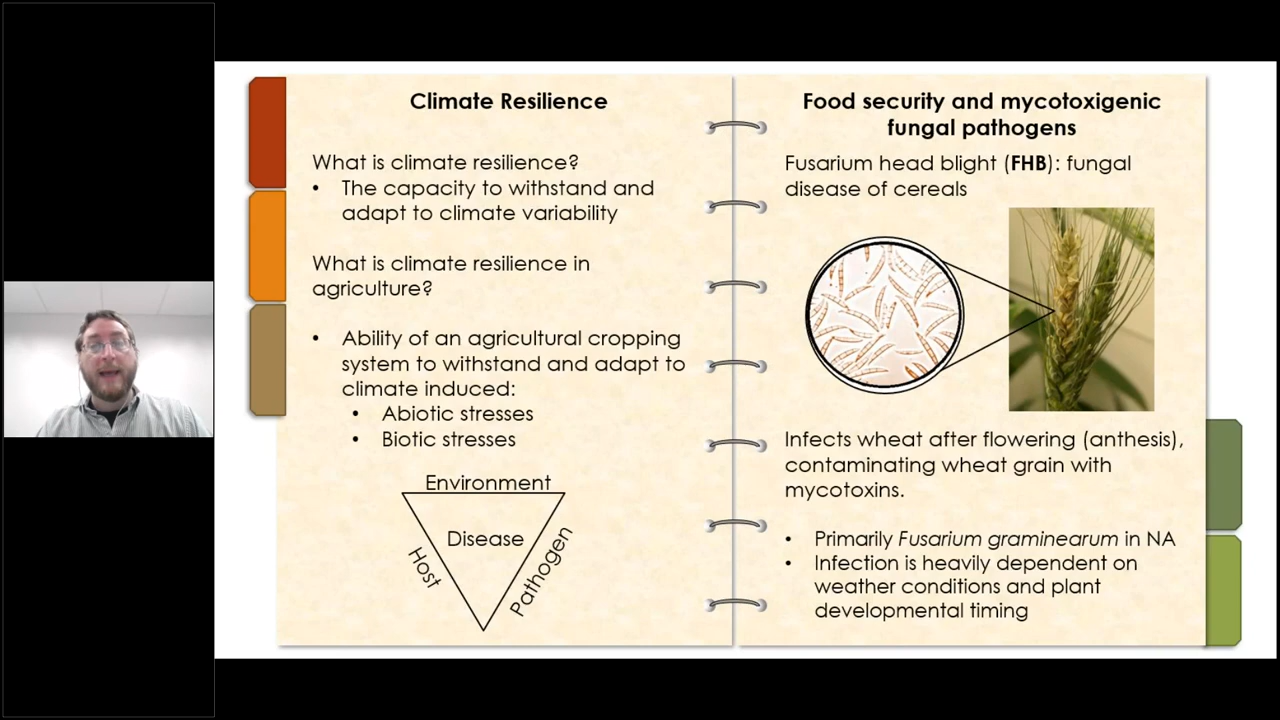 Climate Resilience
What is climate resilience?
• The capacity to withstand and
adapt to climate variability
What is climate resilience in
agriculture?
• Ability of an agricultural cropping
system to withstand and adapt to
climate induced:
• Abiotic stresses
• Biotic stresses
Environment
Disease
Host
Pathogen
Food security and mycotoxigenic
fungal pathogens
Fusarium head blight (FHB): fungal
disease of cereals
Infects wheat after flowering (anthesis),
contaminating wheat grain with
mycotoxins.
• Primarily Fusarium graminearum in NA
• Infection is heavily dependent on
weather conditions and plant
developmental timing